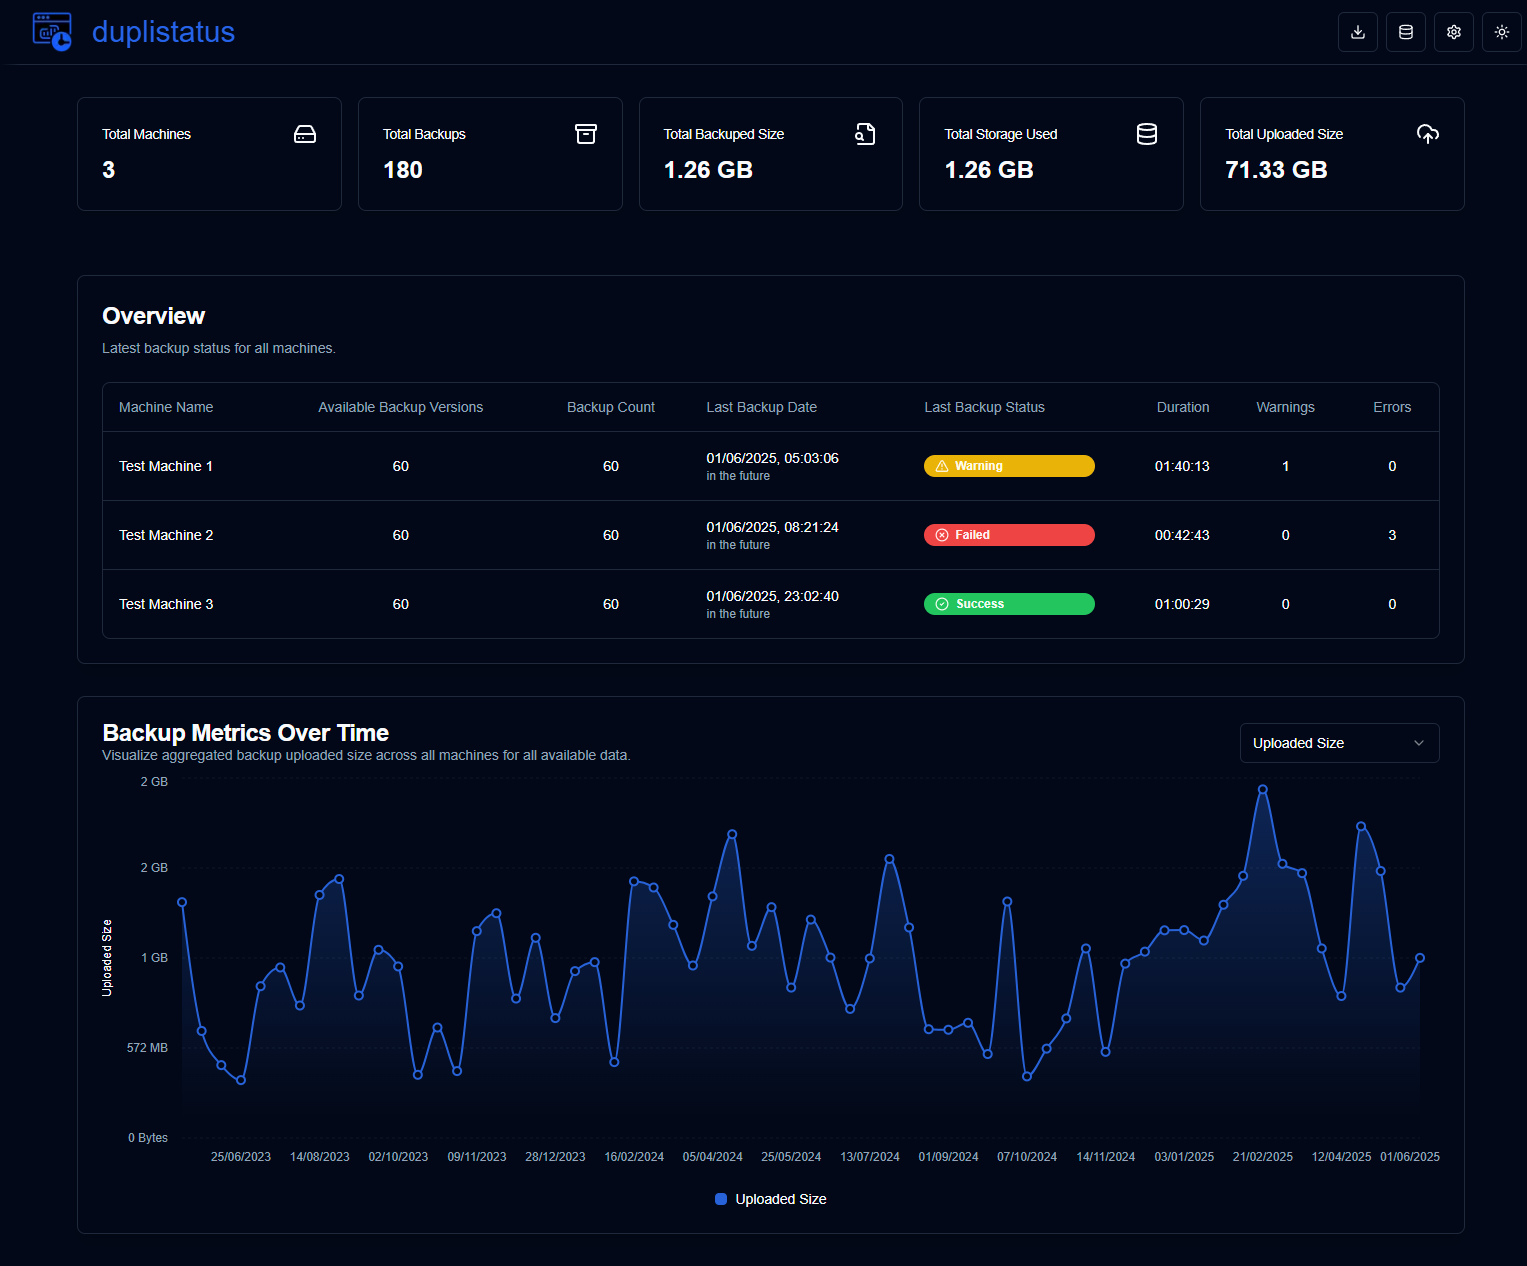 duplistatus
Total Machines
3
Total Backups
180
Total Backuped Size
1.26 GB
Total Storage Used
1.26 GB
Total Uploaded Size
71.33 GB
Overview
Latest backup status for all machines.
Machine Name Available Backup Versions Backup Count Last Backup Date Last Backup Status Duration Warnings Errors
Test Machine 1 60 60 01/06/2025, 05:03:06 Warning 01:40:13 1 0
in the future
Test Machine 2 60 60 01/06/2025, 08:21:24 Failed 00:42:43 0 3
in the future
Test Machine 3 60 60 01/06/2025, 23:02:40 Success 01:00:29 0 0
in the future
Backup Metrics Over Time
Visualize aggregated backup uploaded size across all machines for all available data.
Uploaded Size
2 GB
2 GB
1 GB
572 MB
0 Bytes
Uploaded Size
25/06/2023 14/08/2023 02/10/2023 09/11/2023 28/12/2023 16/02/2024 05/04/2024 25/05/2024 13/07/2024 01/09/2024 07/10/2024 14/11/2024 03/01/2025 21/02/2025 12/04/2025 01/06/2025
Uploaded Size